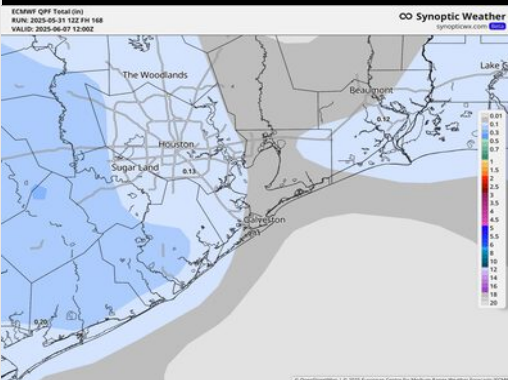 ECMWF QPF Total (in)
RUN: 2025-05-31 12Z FH 168
VALID: 2025-06-07 12:00Z
Synoptic Weather
synopticwx.com Beta
The Woodlands
Lake
Beaumont
0.12
Houston
Sugar Land
0.13
Galveston
0.20
0.01
0.1
0.3
0.5
0.7
1
1.5
2
2.5
3
3.5
4
4.5
5
5.5
6
8
10
12
14
16
18
20